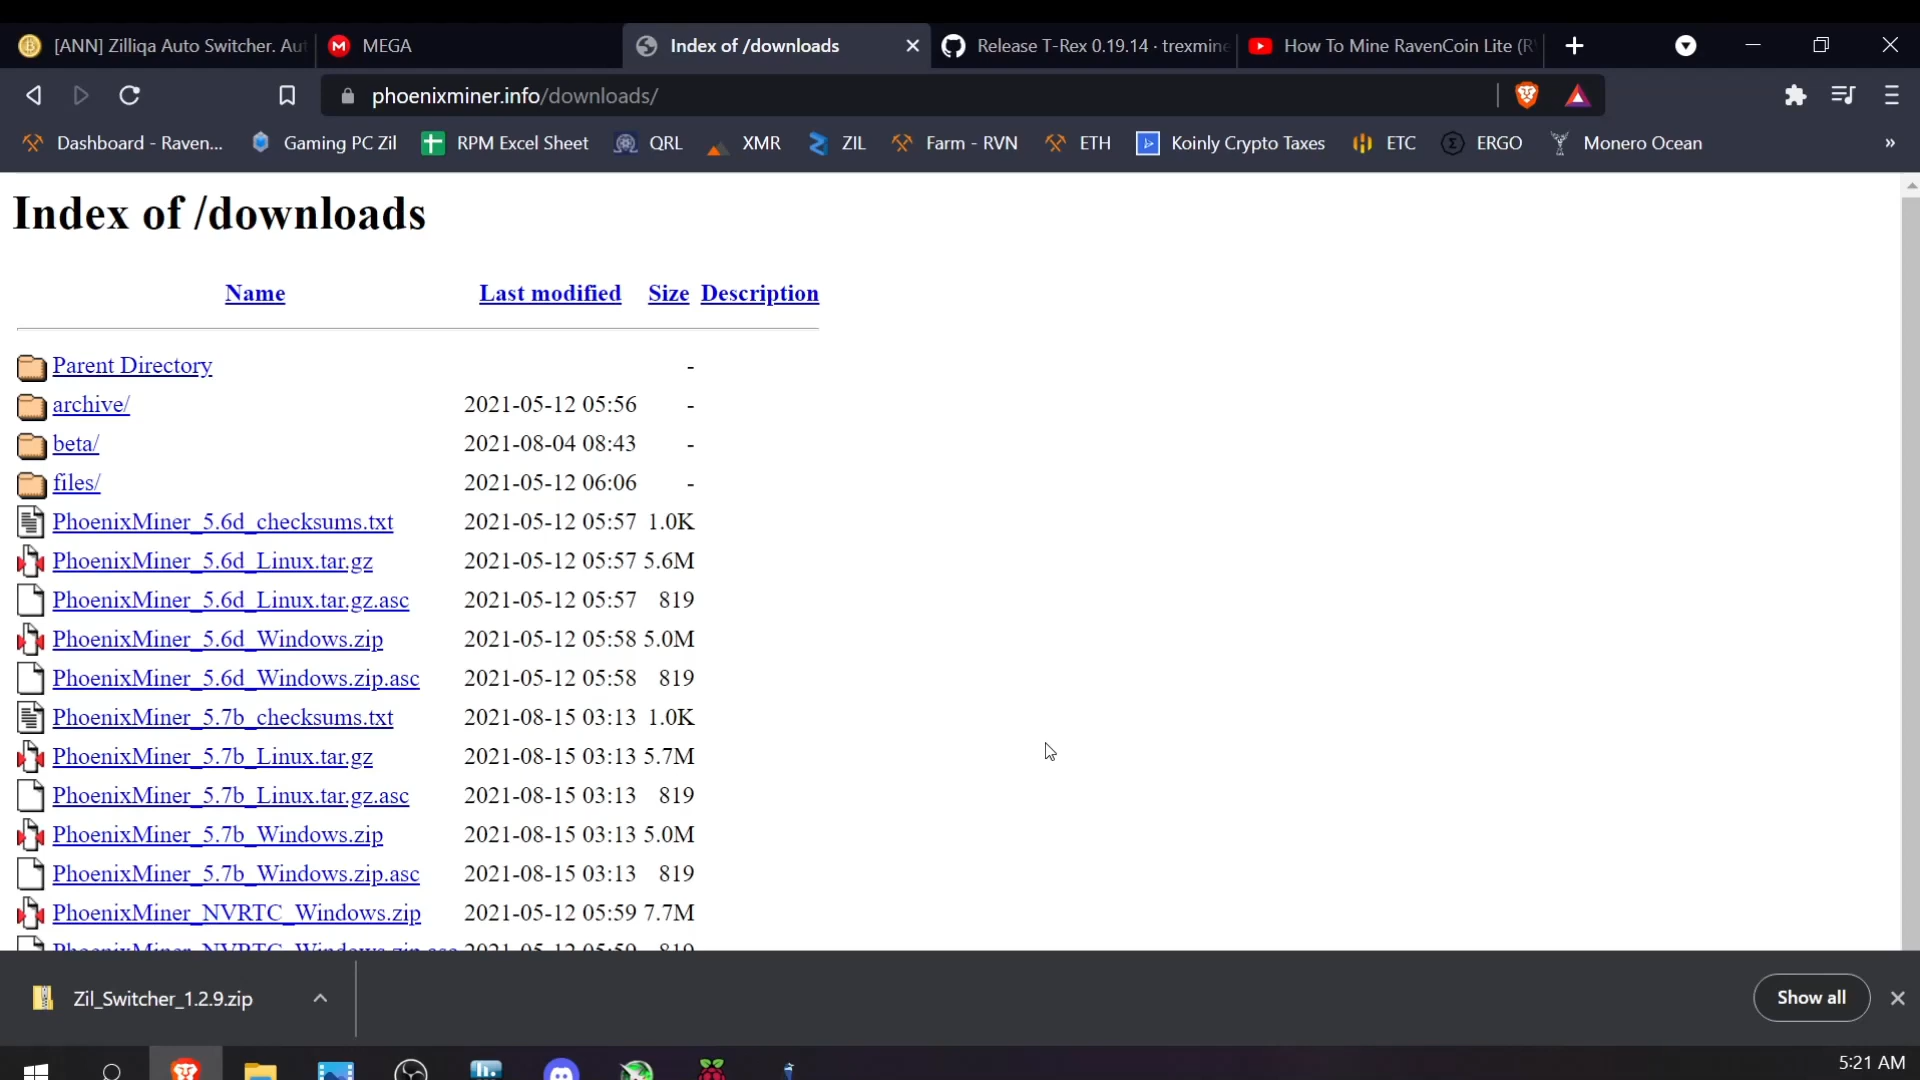 [ANN] Zilliqa Auto Switcher. Aut
MEGA
Index of /downloads
Release T-Rex 0.19.14 · trexmine
How To Mine RavenCoin Lite (R
phoenixminer.info/downloads/
Dashboard - Raven...
Gaming PC Zil
RPM Excel Sheet
QRL
XMR
ZIL
Farm - RVN
ETH
Koinly Crypto Taxes
ETC
ERGO
Monero Ocean
»
Index of /downloads
Name Last modified Size Description
Parent Directory -
archive/ 2021-05-12 05:56 -
beta/ 2021-08-04 08:43 -
files/ 2021-05-12 06:06 -
PhoenixMiner_5.6d_checksums.txt 2021-05-12 05:57 1.0K
PhoenixMiner_5.6d_Linux.tar.gz 2021-05-12 05:57 5.6M
PhoenixMiner_5.6d_Linux.tar.gz.asc 2021-05-12 05:57 819
PhoenixMiner_5.6d_Windows.zip 2021-05-12 05:58 5.0M
PhoenixMiner_5.6d_Windows.zip.asc 2021-05-12 05:58 819
PhoenixMiner_5.7b_checksums.txt 2021-08-15 03:13 1.0K
PhoenixMiner_5.7b_Linux.tar.gz 2021-08-15 03:13 5.7M
PhoenixMiner_5.7b_Linux.tar.gz.asc 2021-08-15 03:13 819
PhoenixMiner_5.7b_Windows.zip 2021-08-15 03:13 5.0M
PhoenixMiner_5.7b_Windows.zip.asc 2021-08-15 03:13 819
PhoenixMiner_NVRTC_Windows.zip 2021-05-12 05:59 7.7M
PhoenixMiner_NVRTC_Windows.zip.asc 2021-05-12 05:59 819
Zil_Switcher_1.2.9.zip
Show all
5:21 AM